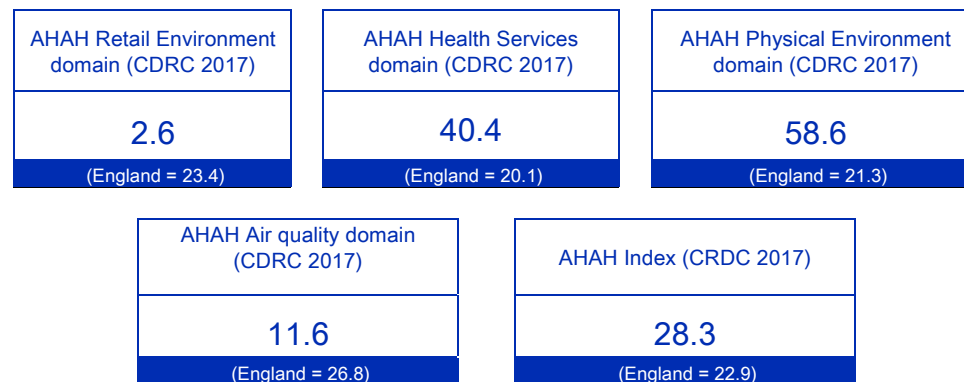 AHAH Retail Environment
domain (CDRC 2017)
2.6
(England = 23.4)
AHAH Health Services
domain (CDRC 2017)
40.4
(England = 20.1)
AHAH Physical Environment
domain (CDRC 2017)
58.6
(England = 21.3)
AHAH Air quality domain
(CDRC 2017)
11.6
(England = 26.8)
AHAH Index (CRDC 2017)
28.3
(England = 22.9)